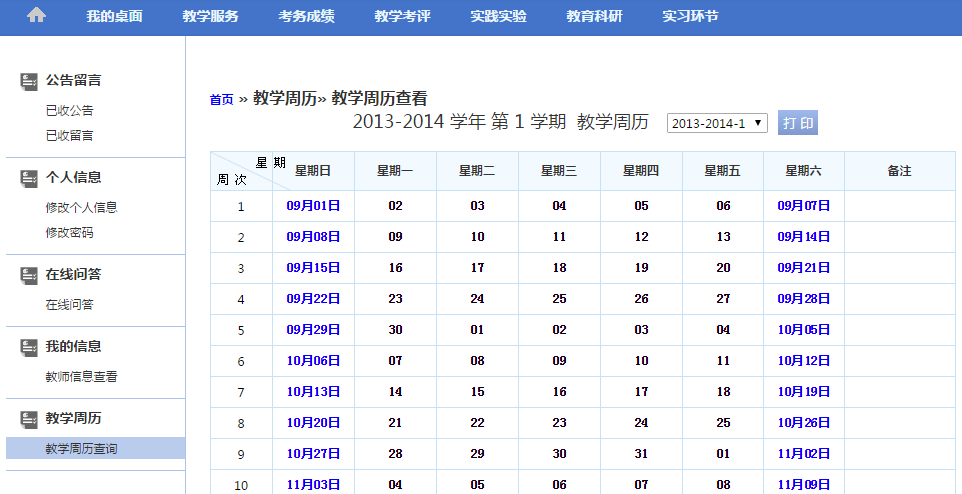 我的桌面 教学服务 考务成绩 教学考评 实践实验 教育科研 实习环节
公告留言
已收公告
已收留言
个人信息
修改个人信息
修改密码
在线问答
在线问答
我的信息
教师信息查看
教学周历
教学周历查询
首页 » 教学周历» 教学周历查看
2013-2014 学年 第 1 学期 教学周历 2013-2014-1 打 印
星 期
周 次 星期日 星期一 星期二 星期三 星期四 星期五 星期六 备注
1 09月01日 02 03 04 05 06 09月07日
2 09月08日 09 10 11 12 13 09月14日
3 09月15日 16 17 18 19 20 09月21日
4 09月22日 23 24 25 26 27 09月28日
5 09月29日 30 01 02 03 04 10月05日
6 10月06日 07 08 09 10 11 10月12日
7 10月13日 14 15 16 17 18 10月19日
8 10月20日 21 22 23 24 25 10月26日
9 10月27日 28 29 30 31 01 11月02日
10 11月03日 04 05 06 07 08 11月09日